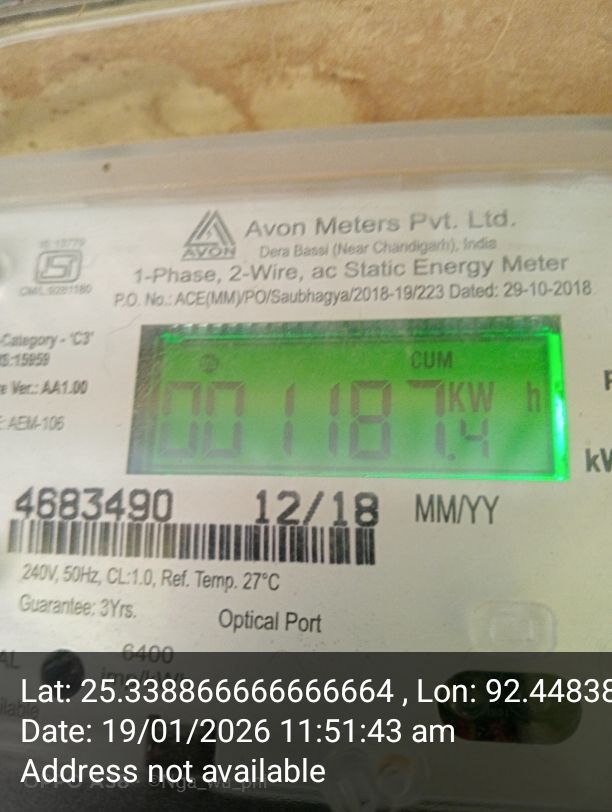 IS 13779
CM/L 9281180
AVON
Avon Meters Pvt. Ltd.
Dera Bassi (Near Chandigarh), India
1-Phase, 2-Wire, ac Static Energy Meter
P.O. No.: ACE(MM)/PO/Saubhagya/2018-19/223 Dated: 29-10-2018
Category - 'C3'
IS:15959
Ver.: AA1.00
AEM-106
CUM
001187.4 KW h
4683490 12/18 MM/YY
240V, 50Hz, CL:1.0, Ref. Temp. 27°C
Guarantee: 3Yrs.
Optical Port
6400
Lat: 25.338866666666664 , Lon: 92.44838
Date: 19/01/2026 11:51:43 am
Address not available